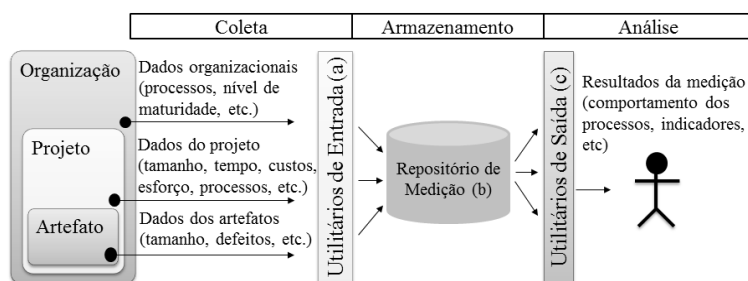 Coleta
Armazenamento
Análise
Organização
Dados organizacionais
(processos, nível de
maturidade, etc.)
Projeto
Dados do projeto
(tamanho, tempo, custos,
esforço, processos, etc.)
Artefato
Dados dos artefatos
(tamanho, defeitos, etc.)
Utilitários de Entrada (a)
Repositório de
Medição (b)
Utilitários de Saída (c)
Resultados da medição
(comportamento dos
processos, indicadores,
etc)